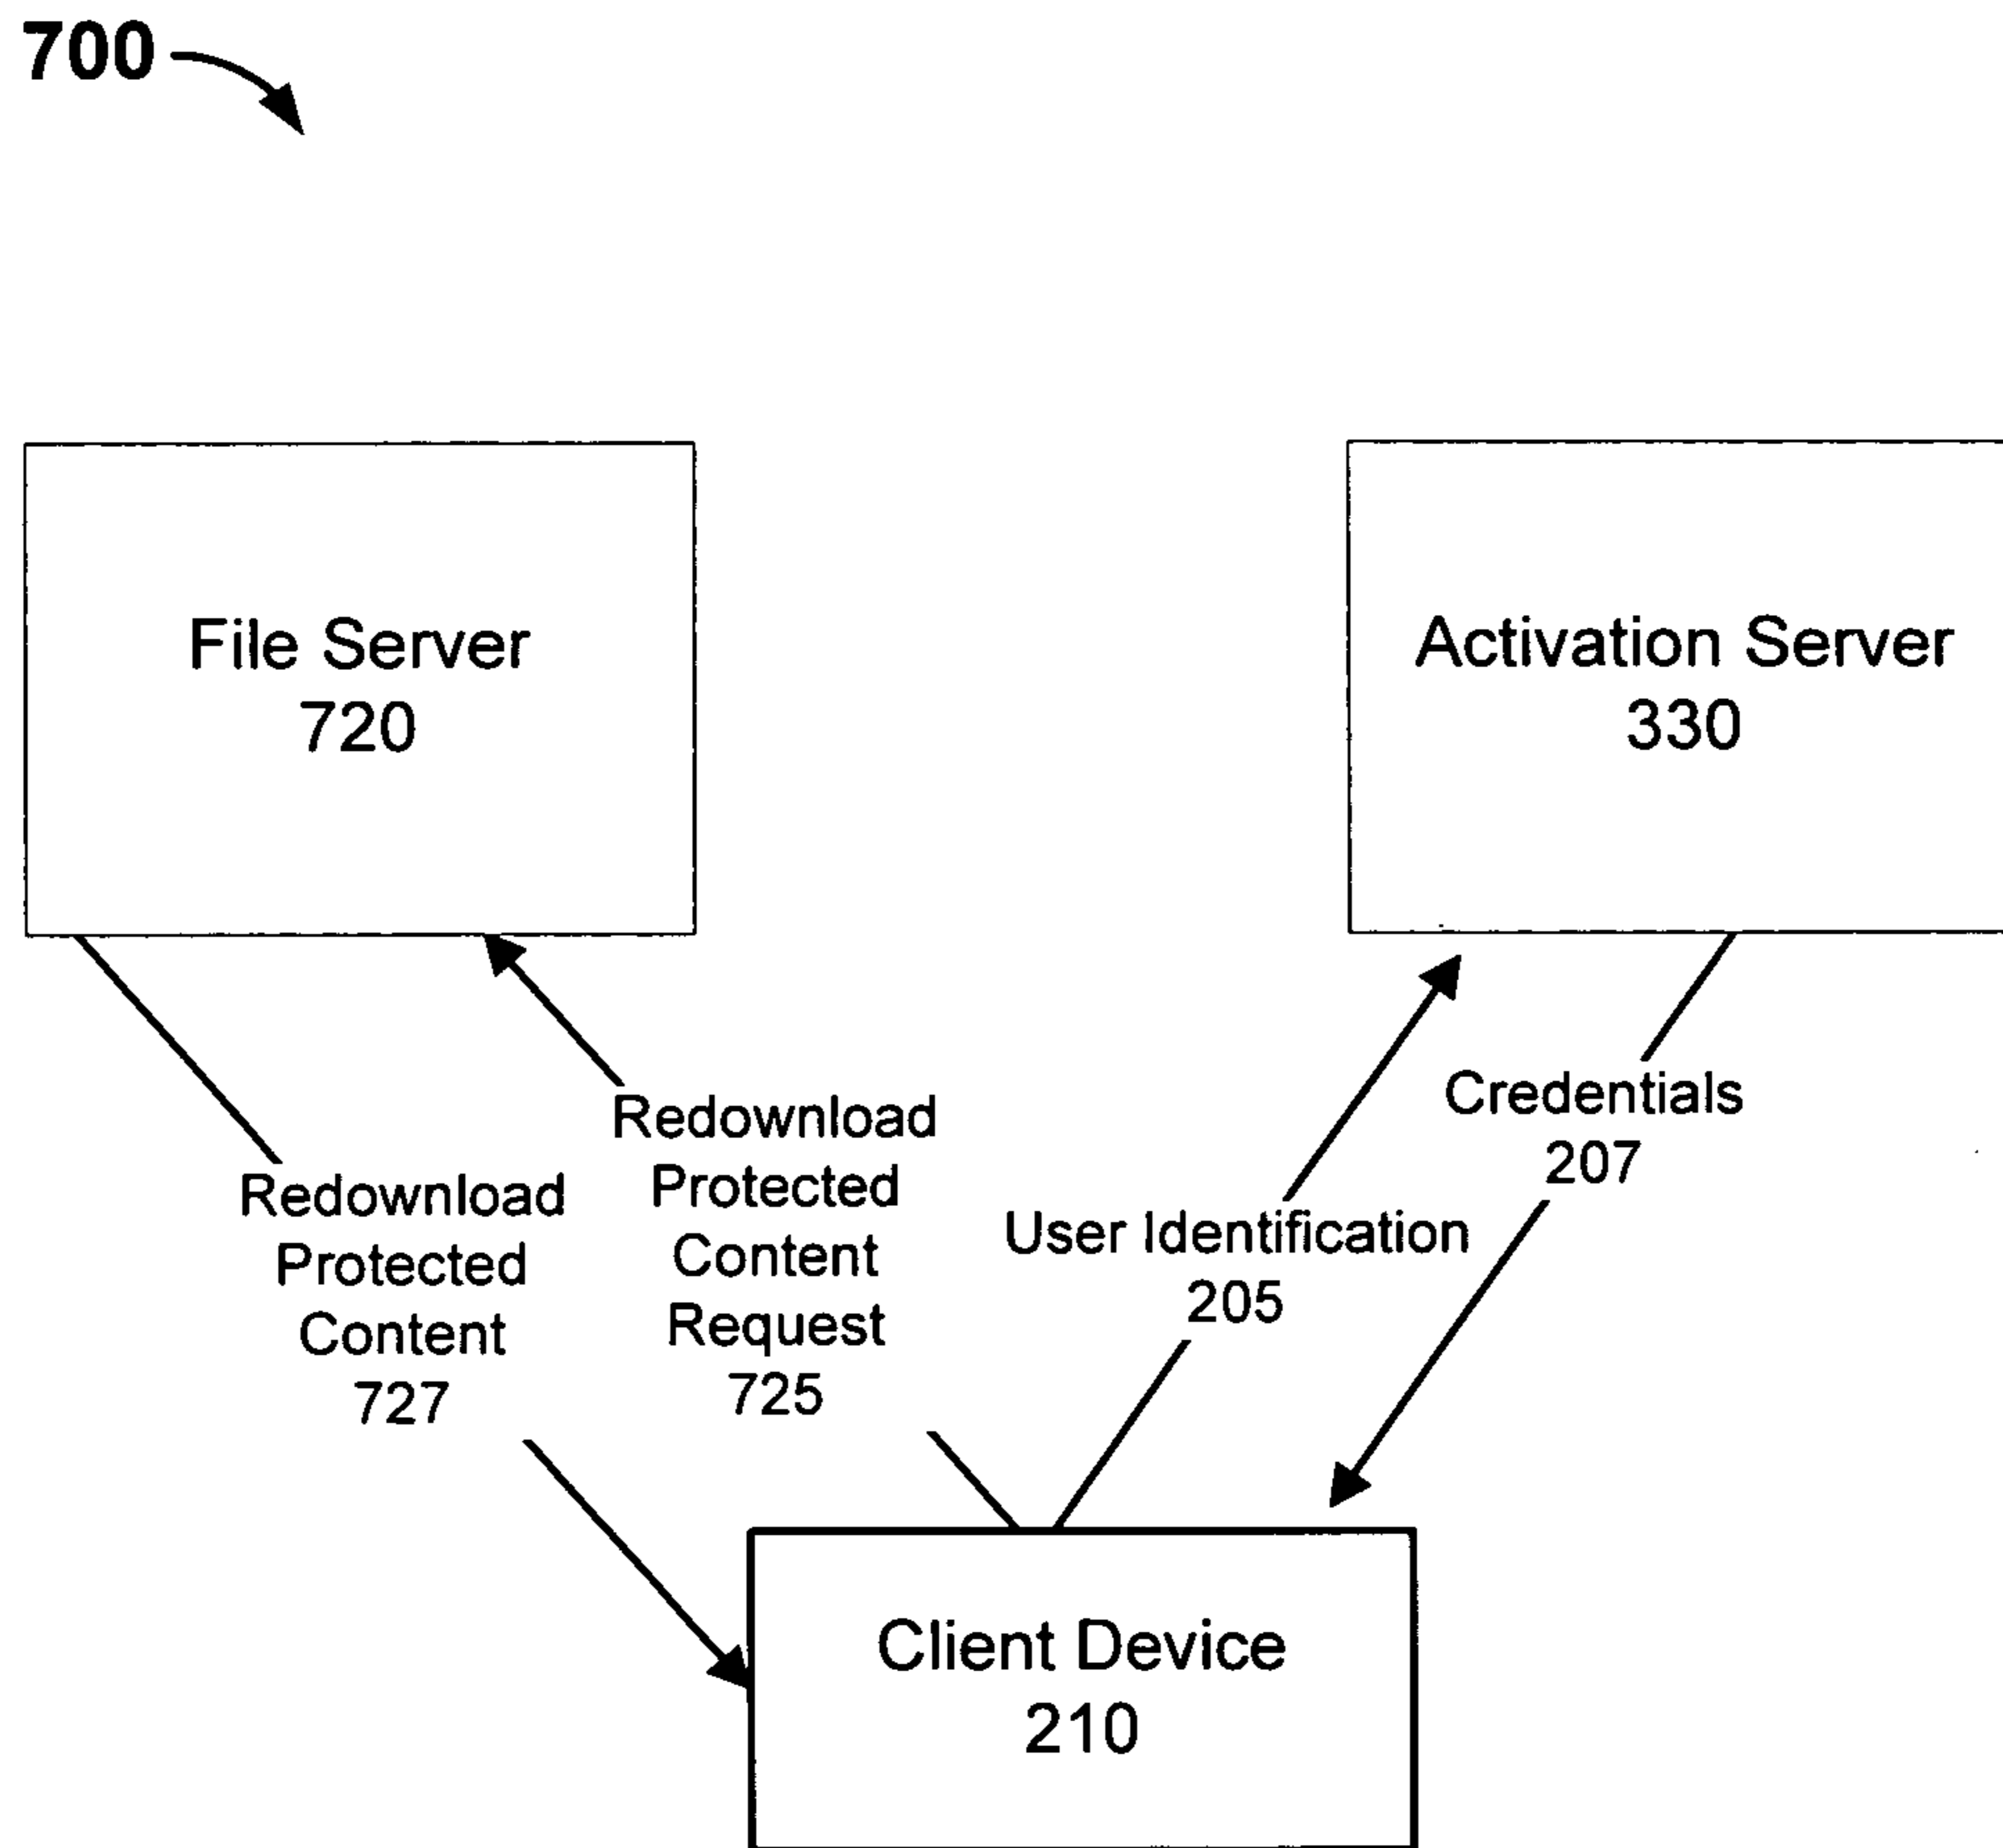 700
File Server
720
Activation Server
330
Redownload
Protected
Content
727
Redownload
Protected
Content
Request
725
User Identification
205
Credentials
207
Client Device
210